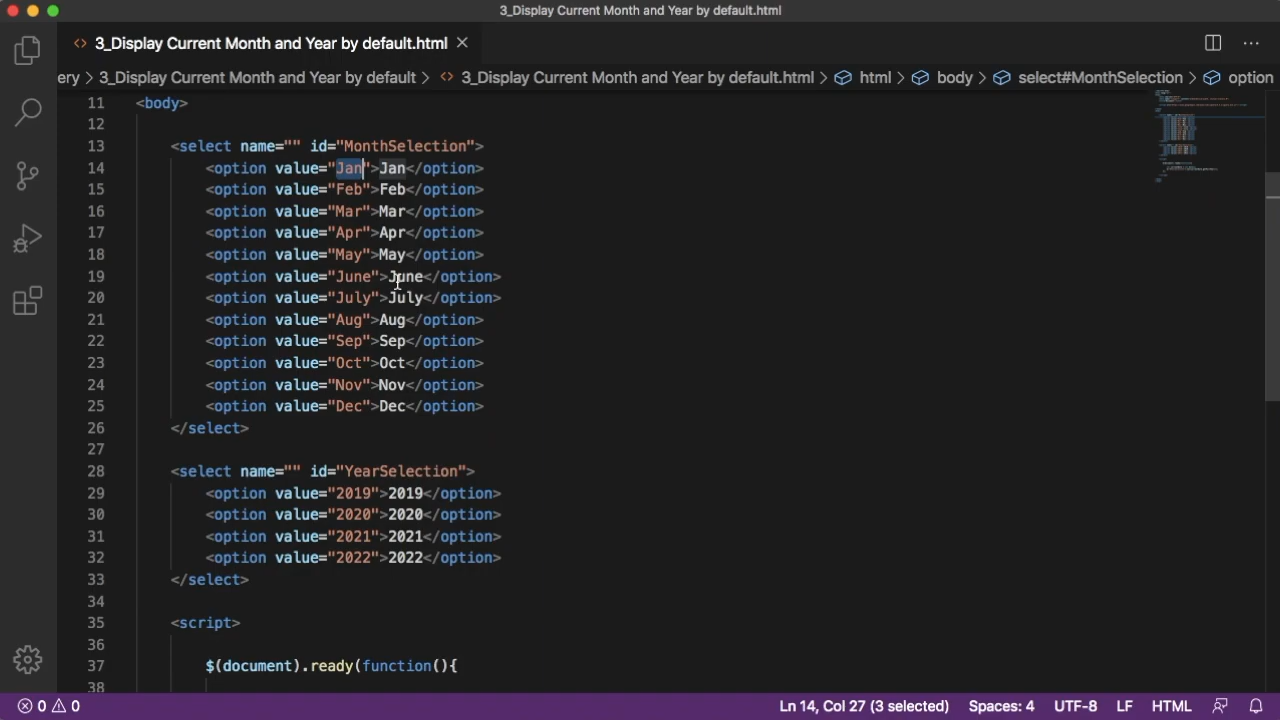 3_Display Current Month and Year by default.html
3_Display Current Month and Year by default.html
ery > 3_Display Current Month and Year by default > 3_Display Current Month and Year by default.html > html > body > select#MonthSelection > option
11 <body>
12
13 <select name="" id="MonthSelection">
14 <option value="Jan">Jan</option>
15 <option value="Feb">Feb</option>
16 <option value="Mar">Mar</option>
17 <option value="Apr">Apr</option>
18 <option value="May">May</option>
19 <option value="June">June</option>
20 <option value="July">July</option>
21 <option value="Aug">Aug</option>
22 <option value="Sep">Sep</option>
23 <option value="Oct">Oct</option>
24 <option value="Nov">Nov</option>
25 <option value="Dec">Dec</option>
26 </select>
27
28 <select name="" id="YearSelection">
29 <option value="2019">2019</option>
30 <option value="2020">2020</option>
31 <option value="2021">2021</option>
32 <option value="2022">2022</option>
33 </select>
34
35 <script>
36
37 $(document).ready(function(){
38
0 0 Ln 14, Col 27 (3 selected) Spaces: 4 UTF-8 LF HTML